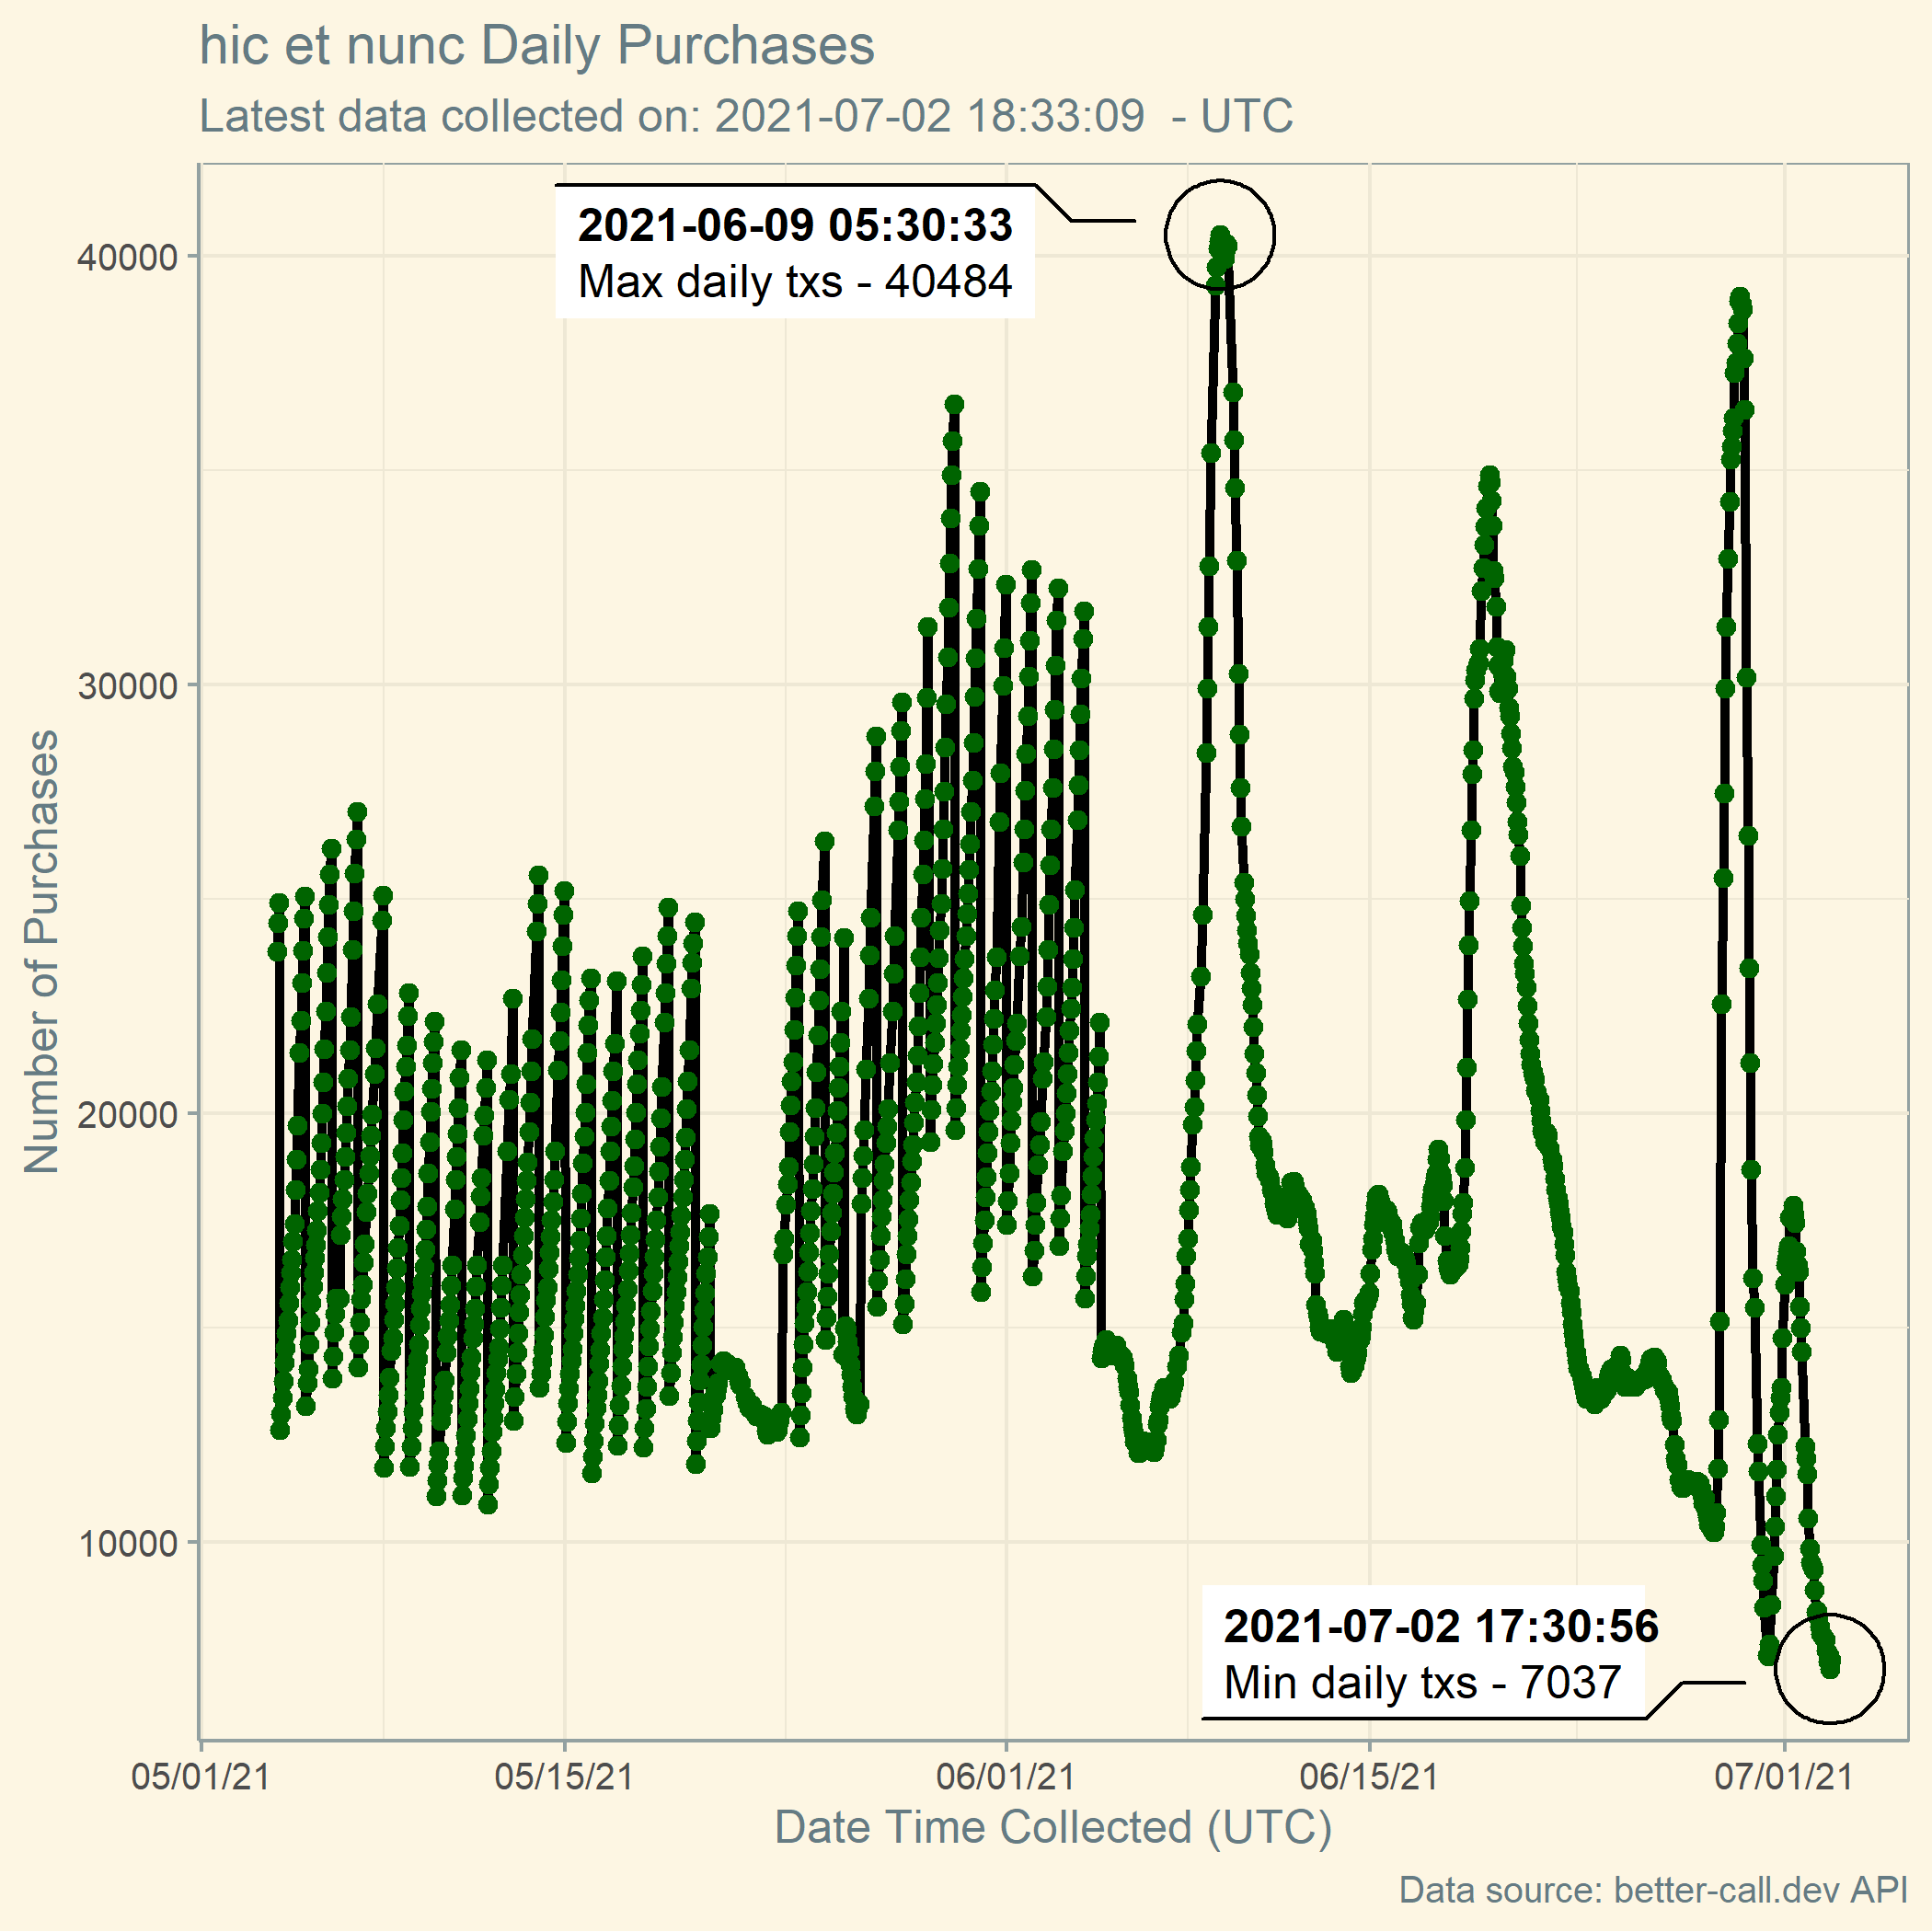 hic et nunc Daily Purchases
Latest data collected on: 2021-07-02 18:33:09 - UTC
2021-06-09 05:30:33
Max daily txs - 40484
40000
30000
20000
10000
Number of Purchases
2021-07-02 17:30:56
Min daily txs - 7037
05/01/21 05/15/21 06/01/21 06/15/21 07/01/21
Date Time Collected (UTC)
Data source: better-call.dev API